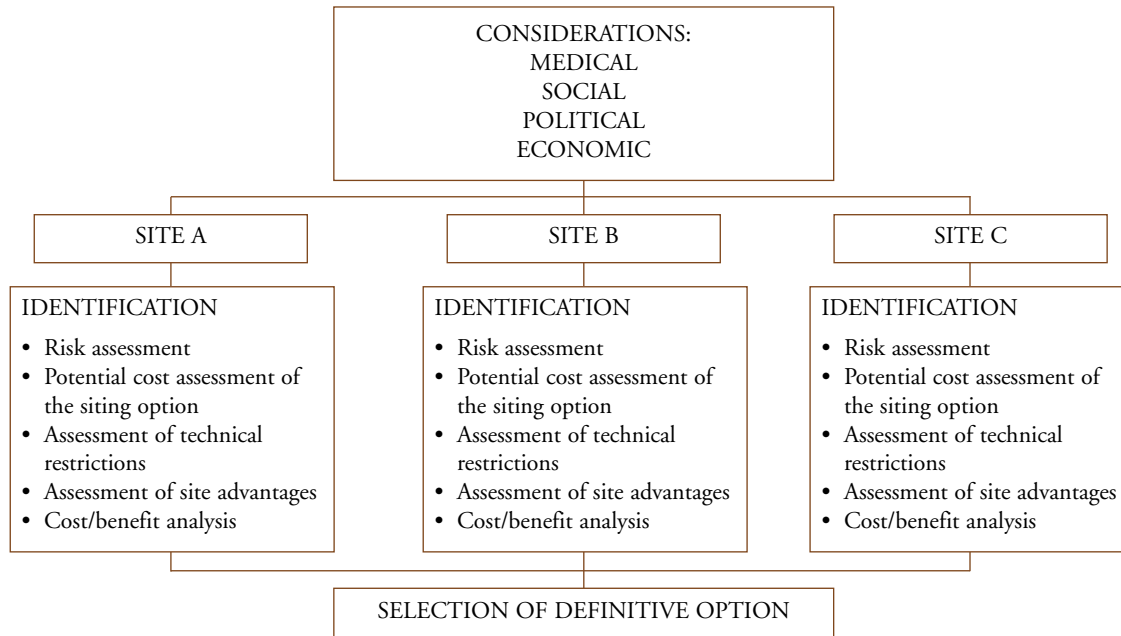 CONSIDERATIONS:
MEDICAL
SOCIAL
POLITICAL
ECONOMIC
SITE A
SITE B
SITE C
IDENTIFICATION
• Risk assessment
• Potential cost assessment of
the siting option
• Assessment of technical
restrictions
• Assessment of site advantages
• Cost/benefit analysis
IDENTIFICATION
• Risk assessment
• Potential cost assessment of
the siting option
• Assessment of technical
restrictions
• Assessment of site advantages
• Cost/benefit analysis
IDENTIFICATION
• Risk assessment
• Potential cost assessment of
the siting option
• Assessment of technical
restrictions
• Assessment of site advantages
• Cost/benefit analysis
SELECTION OF DEFINITIVE OPTION